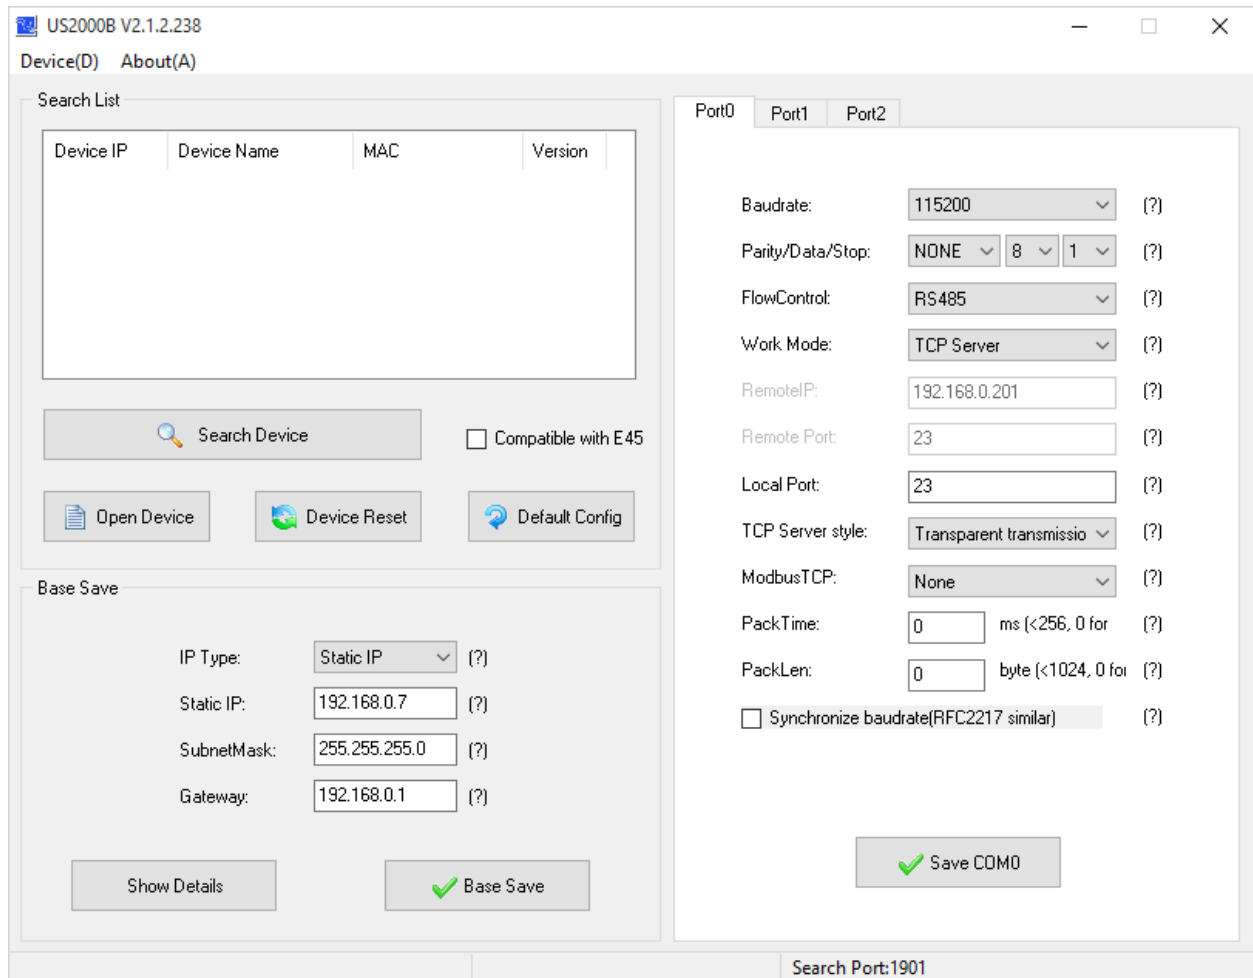 US2000B V2.1.2.238
Device(D) About(A)
Search List
Device IP Device Name MAC Version
Search Device
Compatible with E45
Open Device Device Reset Default Config
Base Save
IP Type: Static IP (?)
Static IP: 192.168.0.7 (?)
SubnetMask: 255.255.255.0 (?)
Gateway: 192.168.0.1 (?)
Show Details Base Save
Port0 Port1 Port2
Baudrate: 115200 (?)
Parity/Data/Stop: NONE 8 1 (?)
FlowControl: RS485 (?)
Work Mode: TCP Server (?)
RemoteIP: 192.168.0.201 (?)
Remote Port: 23 (?)
Local Port: 23 (?)
TCP Server style: Transparent transmissio (?)
ModbusTCP: None (?)
PackTime: 0 ms (<256, 0 for (?)
PackLen: 0 byte (<1024, 0 for (?)
Synchronize baudrate(RFC2217 similar) (?)
Save COM0
Search Port:1901